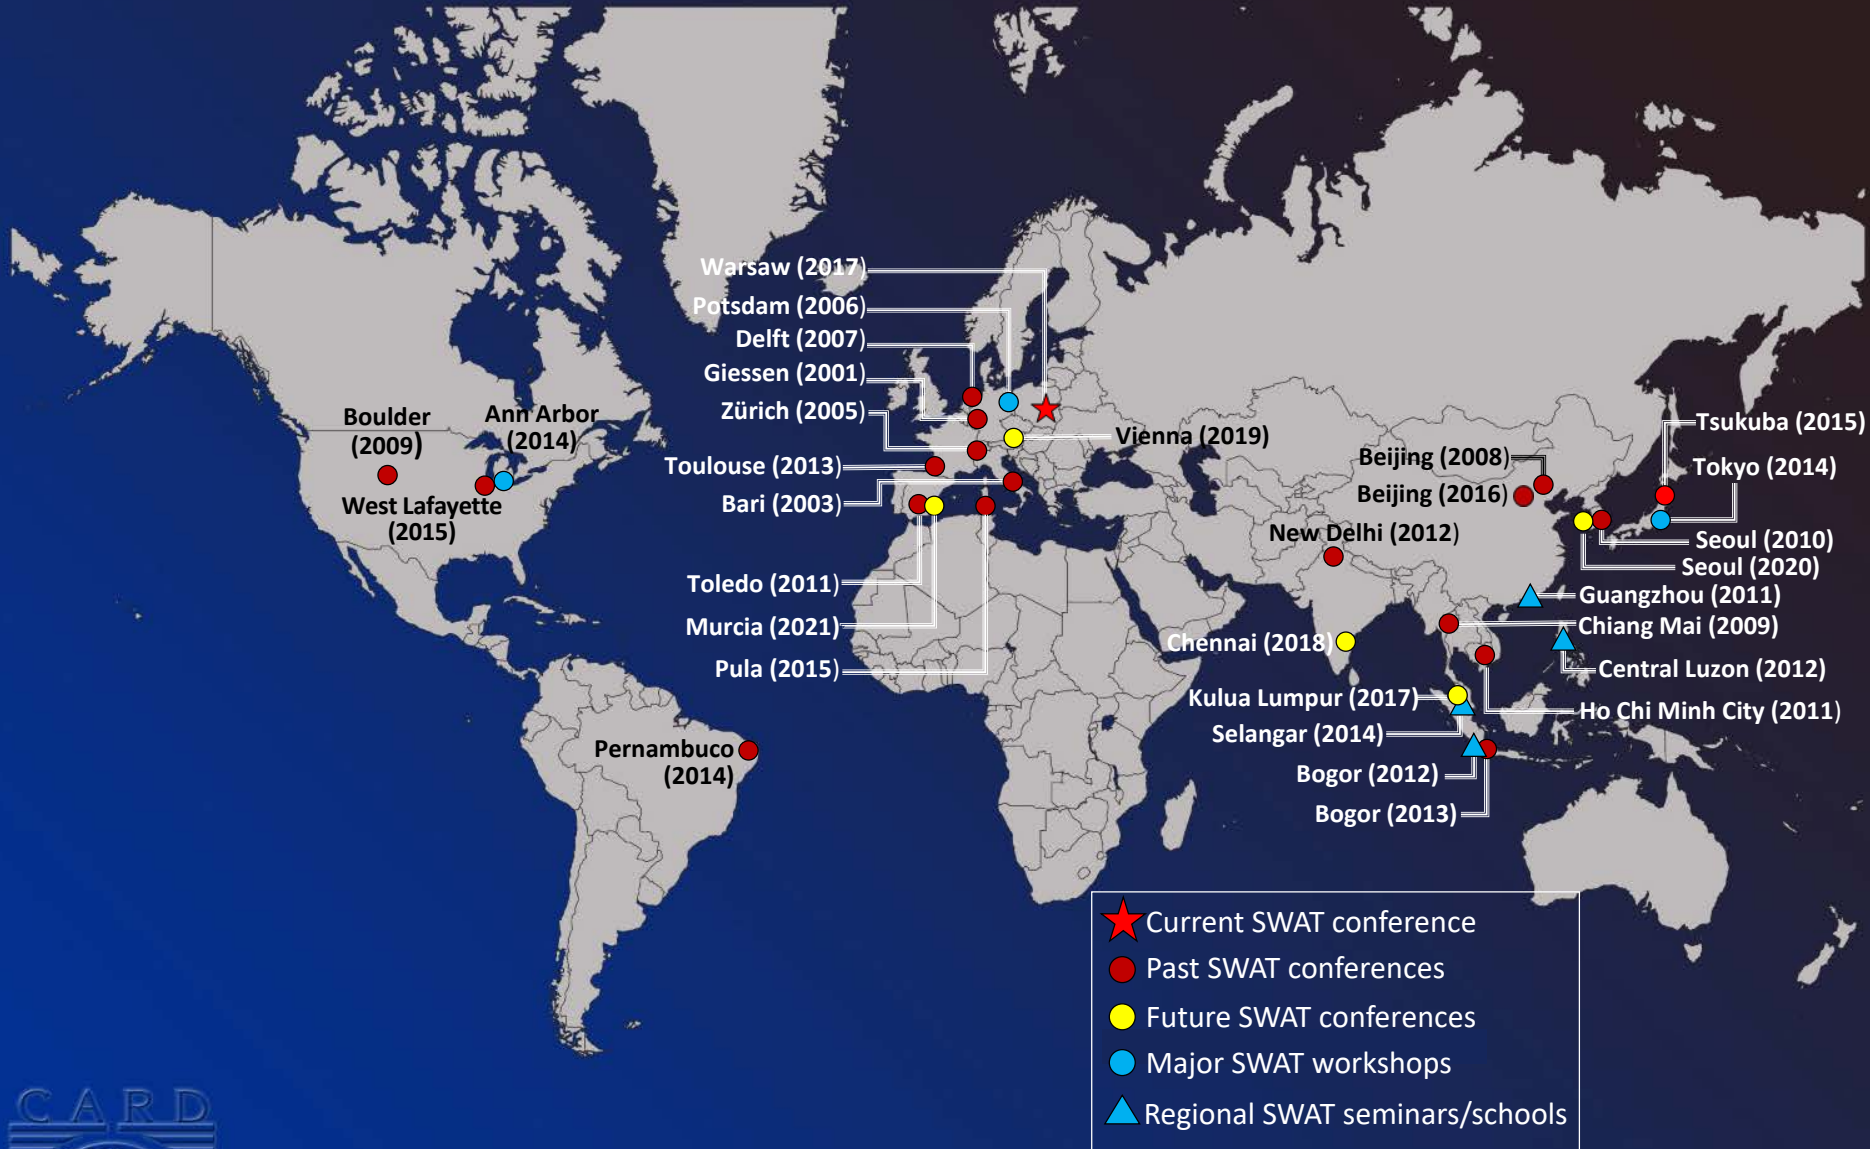 Warsaw (2017)
Potsdam (2006)
Delft (2007)
Giessen (2001)
Zürich (2005)
Toulouse (2013)
Bari (2003)
Toledo (2011)
Murcia (2021)
Pula (2015)
Vienna (2019)
Boulder
(2009)
Ann Arbor
(2014)
West Lafayette
(2015)
Pernambuco
(2014)
Beijing (2008)
Beijing (2016)
New Delhi (2012)
Chennai (2018)
Kulua Lumpur (2017)
Selangar (2014)
Bogor (2012)
Bogor (2013)
Tsukuba (2015)
Tokyo (2014)
Seoul (2010)
Seoul (2020)
Guangzhou (2011)
Chiang Mai (2009)
Central Luzon (2012)
Ho Chi Minh City (2011)
Current SWAT conference
Past SWAT conferences
Future SWAT conferences
Major SWAT workshops
Regional SWAT seminars/schools
CARD